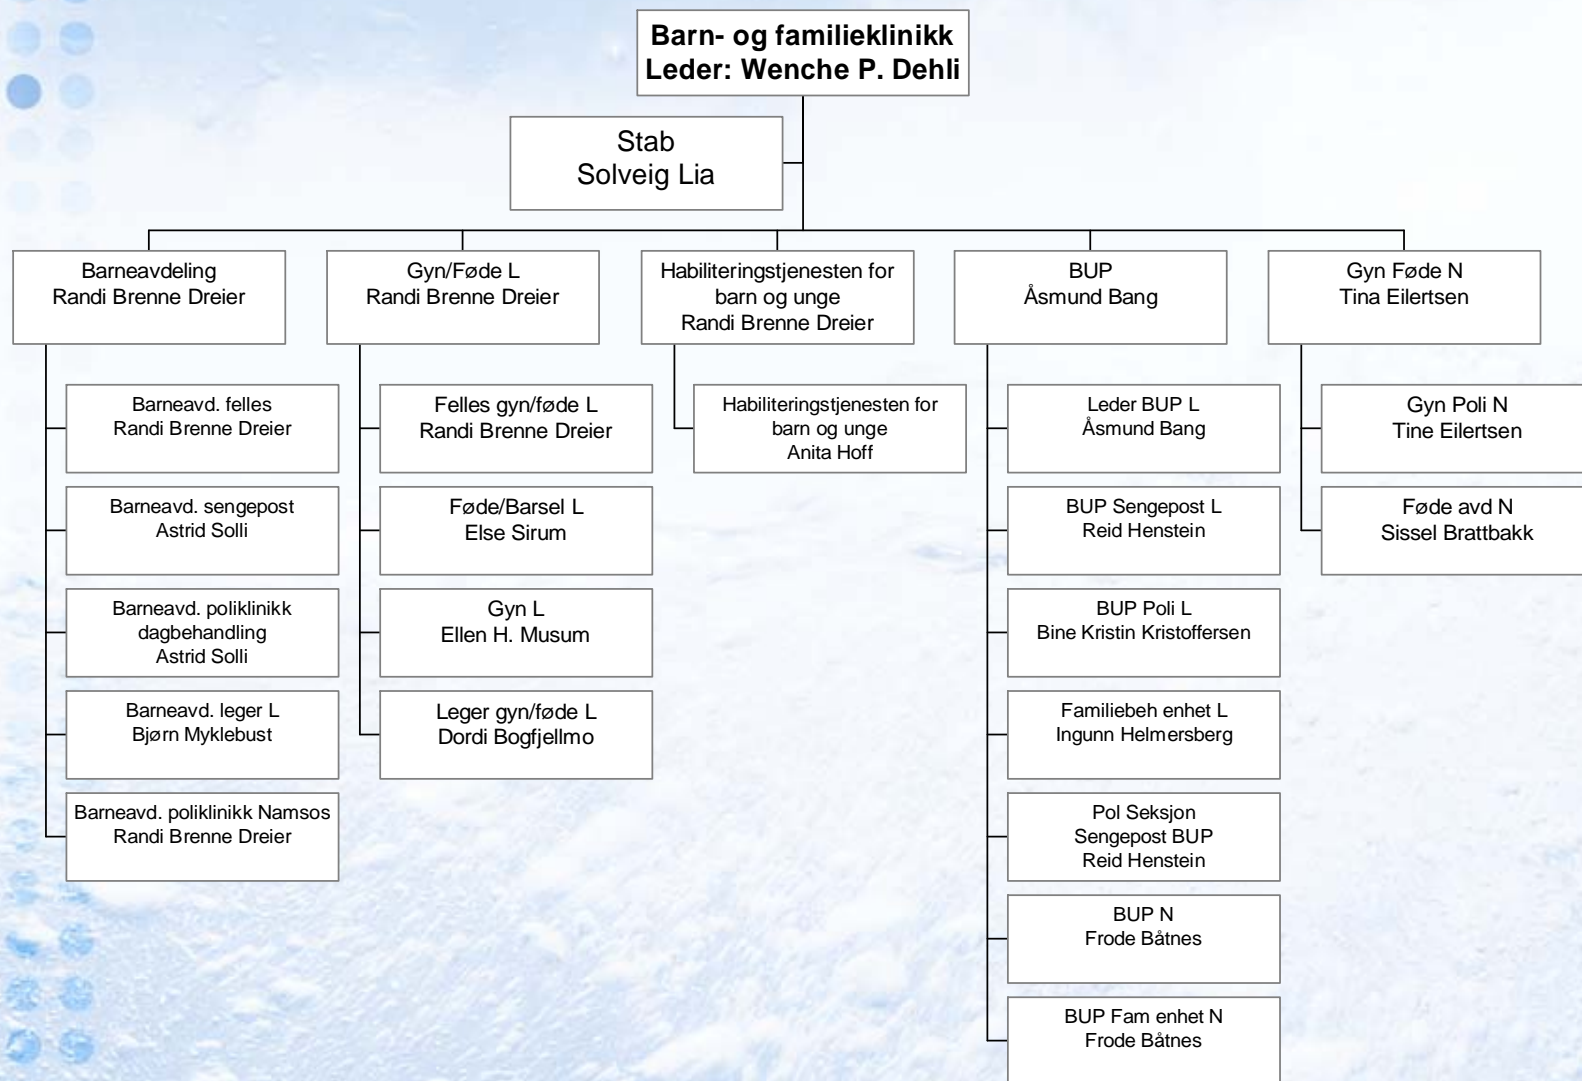 Barn- og familieklinikk
Leder: Wenche P. Dehli
Stab
Solveig Lia
Barneavdeling
Randi Brenne Dreier
Gyn/Føde L
Randi Brenne Dreier
Habiliteringstjenesten for
barn og unge
Randi Brenne Dreier
BUP
Åsmund Bang
Gyn Føde N
Tina Eilertsen
Barneavd. felles
Randi Brenne Dreier
Barneavd. sengepost
Astrid Solli
Barneavd. poliklinikk
dagbehandling
Astrid Solli
Barneavd. leger L
Bjørn Myklebust
Barneavd. poliklinikk Namsos
Randi Brenne Dreier
Felles gyn/føde L
Randi Brenne Dreier
Føde/Barsel L
Else Sirum
Gyn L
Ellen H. Musum
Leger gyn/føde L
Dordi Bogfjellmo
Habiliteringstjenesten for
barn og unge
Anita Hoff
Leder BUP L
Åsmund Bang
BUP Sengepost L
Reid Henstein
BUP Poli L
Bine Kristin Kristoffersen
Familiebeh enhet L
Ingunn Helmersberg
Pol Seksjon
Sengepost BUP
Reid Henstein
BUP N
Frode Båtnes
BUP Fam enhet N
Frode Båtnes
Gyn Poli N
Tine Eilertsen
Føde avd N
Sissel Brattbakk